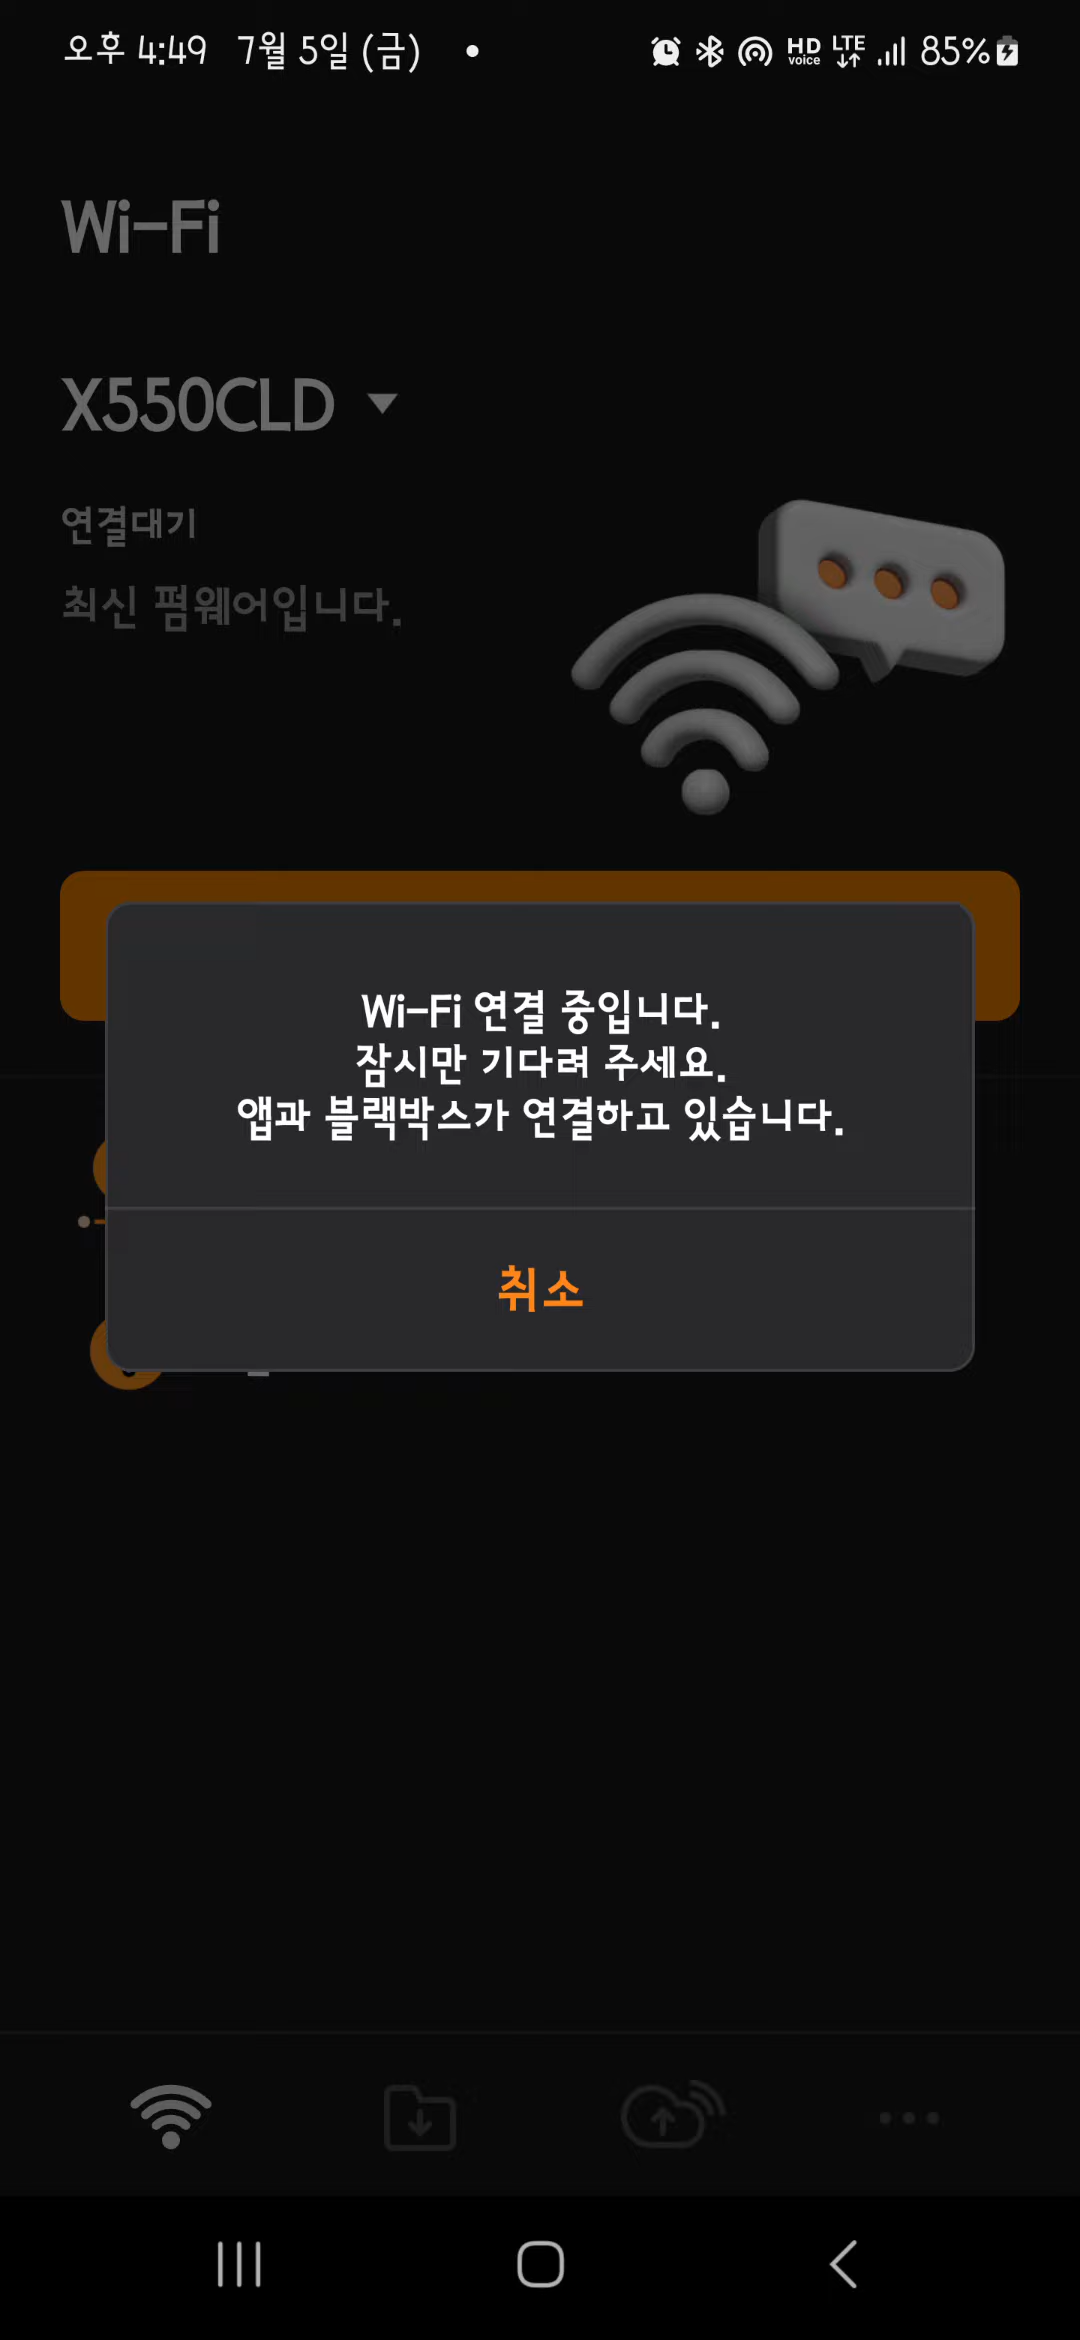 오후 4:49 7월 5일 (금)
HD voice LTE 85%
Wi-Fi
X550CLD
연결대기
최신 펌웨어입니다.
Wi-Fi 연결 중입니다.
잠시만 기다려 주세요.
앱과 블랙박스가 연결하고 있습니다.
취소